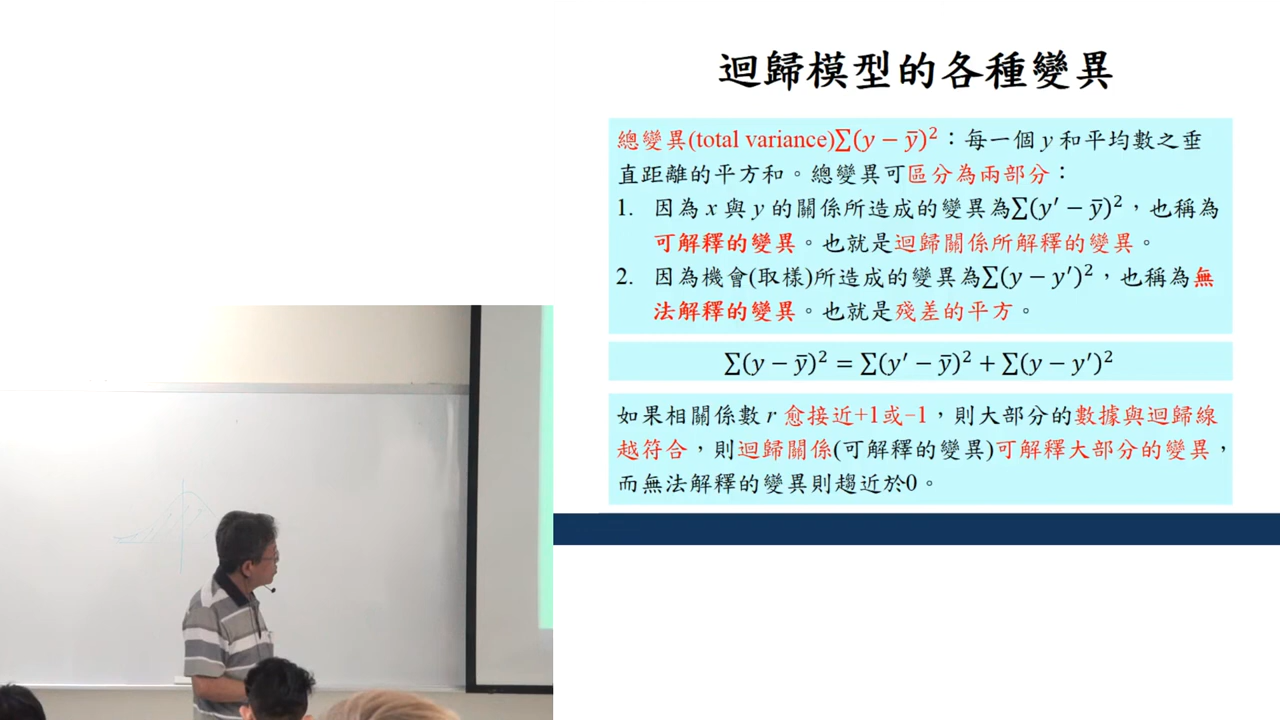 迴歸模型的各種變異
總變異(total variance)∑(y − ȳ)²：每一個 y 和平均數之垂
直距離的平方和。總變異可區分為兩部分：
1. 因為 x 與 y 的關係所造成的變異為∑(y′ − ȳ)²，也稱為
可解釋的變異。也就是迴歸關係所解釋的變異。
2. 因為機會(取樣)所造成的變異為∑(y − y′)²，也稱為無
法解釋的變異。也就是殘差的平方。
∑(y − ȳ)² = ∑(y′ − ȳ)² + ∑(y − y′)²
如果相關係數 r 愈接近+1或−1，則大部分的數據與迴歸線
越符合，則迴歸關係(可解釋的變異)可解釋大部分的變異，
而無法解釋的變異則趨近於0。